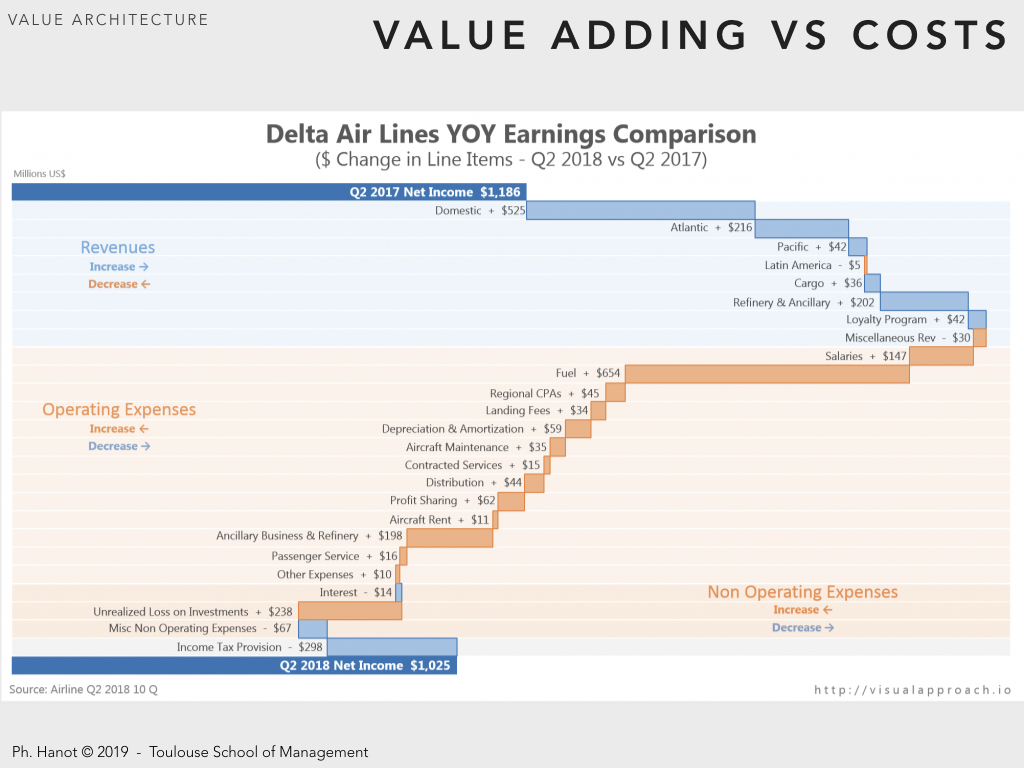 VALUE ARCHITECTURE
VALUE ADDING VS COSTS
Delta Air Lines YOY Earnings Comparison
($ Change in Line Items - Q2 2018 vs Q2 2017)
Millions US$
Q2 2017 Net Income $1,186
Domestic + $525
Atlantic + $216
Revenues
Increase →
Decrease ←
Pacific + $42
Latin America - $5
Cargo + $36
Refinery & Ancillary + $202
Loyalty Program + $42
Miscellaneous Rev - $30
Salaries + $147
Fuel + $654
Regional CPAs + $45
Operating Expenses
Increase ←
Decrease →
Landing Fees + $34
Depreciation & Amortization + $59
Aircraft Maintenance + $35
Contracted Services + $15
Distribution + $44
Profit Sharing + $62
Aircraft Rent + $11
Ancillary Business & Refinery + $198
Passenger Service + $16
Other Expenses + $10
Interest - $14
Non Operating Expenses
Increase ←
Decrease →
Unrealized Loss on Investments + $238
Misc Non Operating Expenses - $67
Income Tax Provision - $298
Q2 2018 Net Income $1,025
Source: Airline Q2 2018 10 Q
http://visualapproach.io
Ph. Hanot © 2019 - Toulouse School of Management